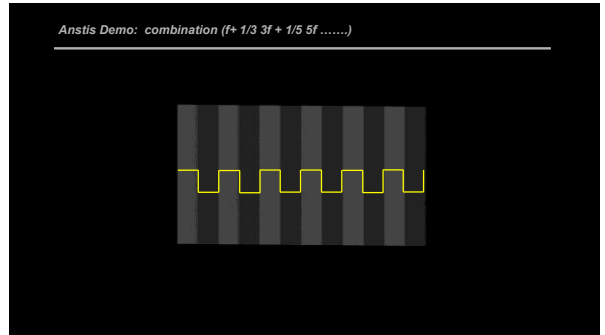 Anstis Demo: combination (f+ 1/3 3f + 1/5 5f …….)